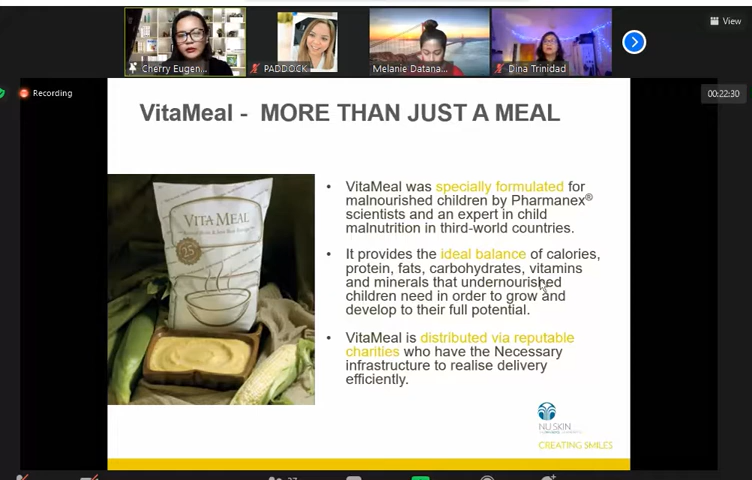 View
Cherry Eugen...
PADDOCK
Melanie Datana...
Dina Trinidad
Recording
00:22:30
VitaMeal - MORE THAN JUST A MEAL
VITA MEAL
25
• VitaMeal was specially formulated for
malnourished children by Pharmanex®
scientists and an expert in child
malnutrition in third-world countries.
• It provides the ideal balance of calories,
protein, fats, carbohydrates, vitamins
and minerals that undernourished
children need in order to grow and
develop to their full potential.
• VitaMeal is distributed via reputable
charities who have the Necessary
infrastructure to realise delivery
efficiently.
NU SKIN
CREATING SMILES